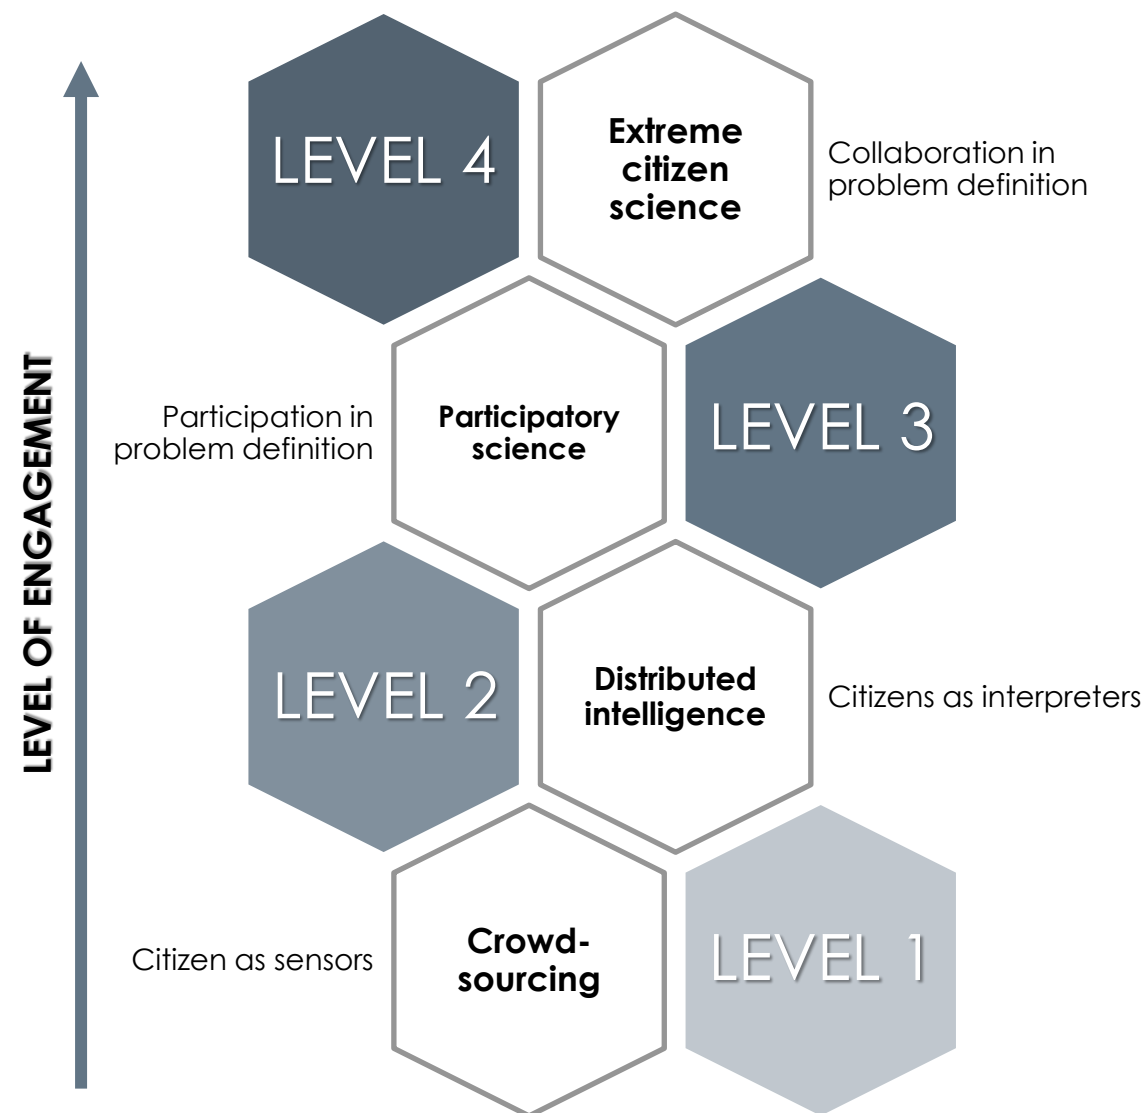 LEVEL OF ENGAGEMENT
LEVEL 4
Extreme
citizen
science
Collaboration in
problem definition
Participation in
problem definition
Participatory
science
LEVEL 3
LEVEL 2
Distributed
intelligence
Citizens as interpreters
Citizen as sensors
Crowd-
sourcing
LEVEL 1